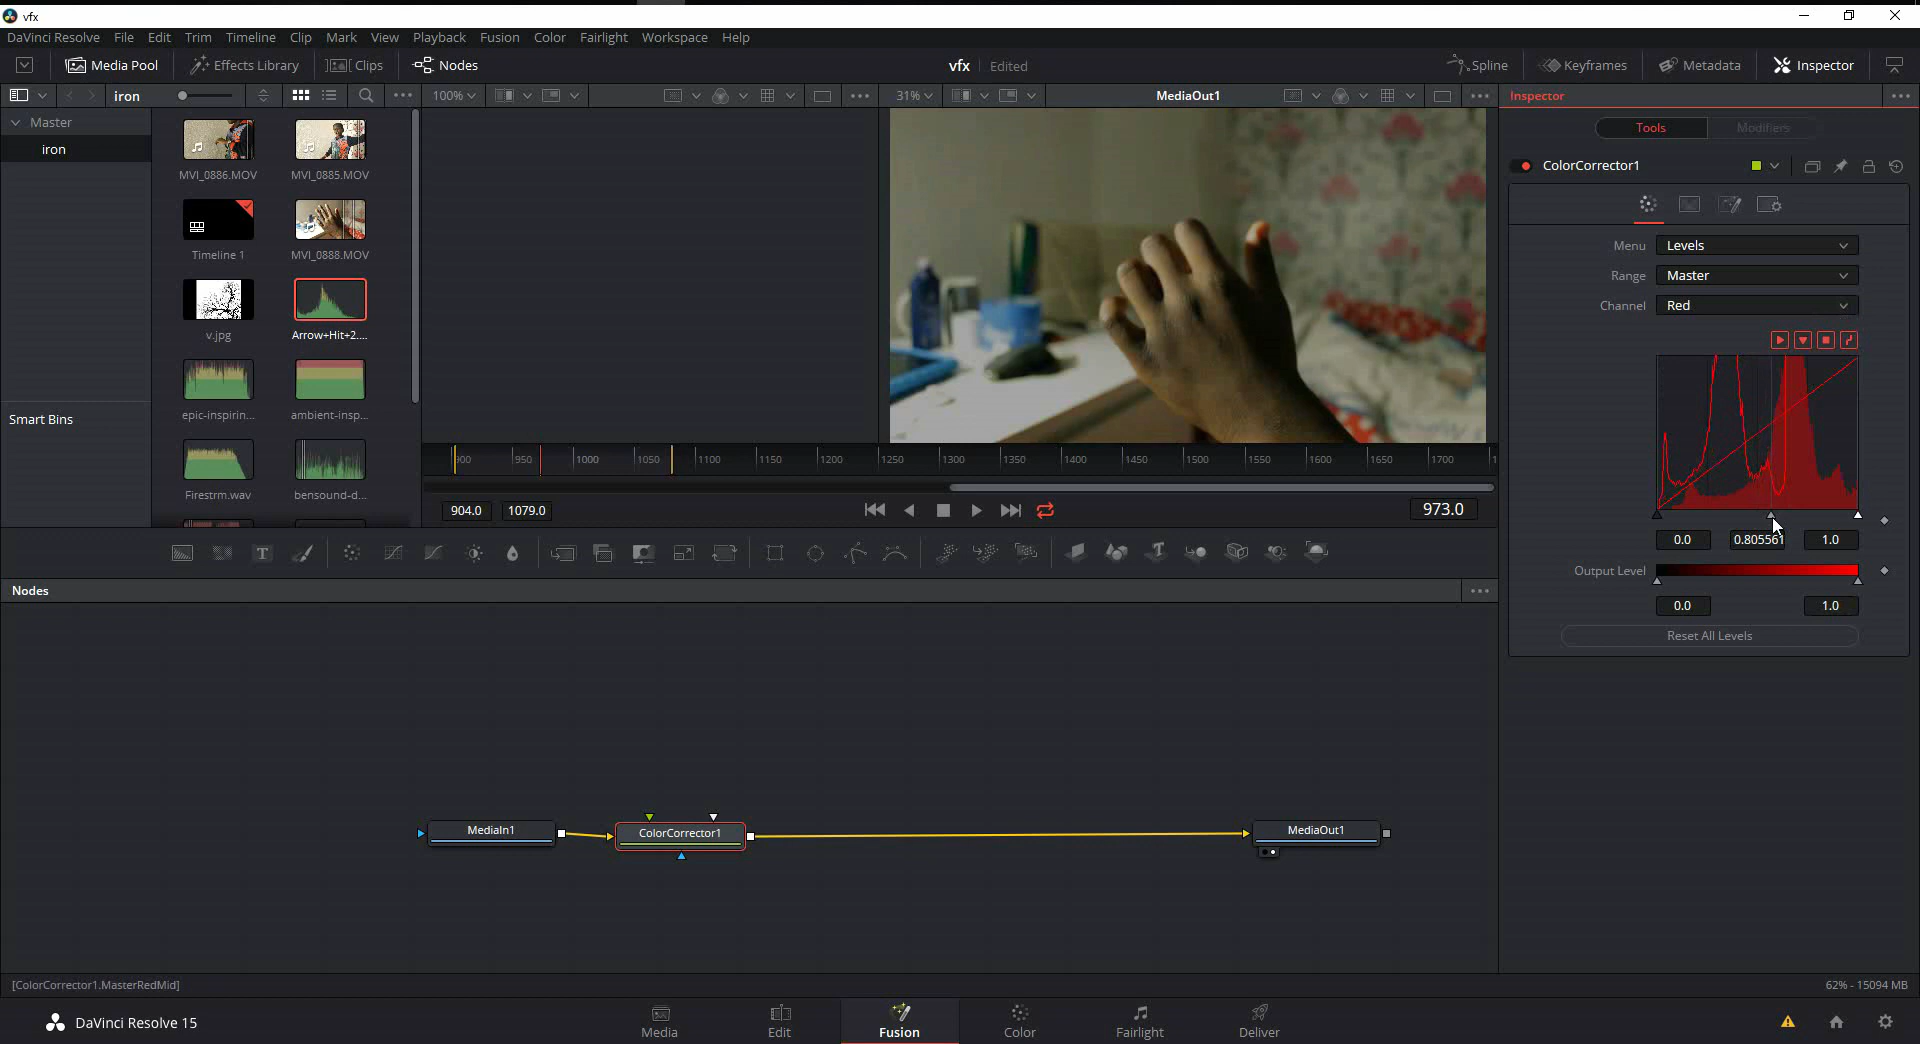 vfx
DaVinci Resolve File Edit Trim Timeline Clip Mark View Playback Fusion Color Fairlight Workspace Help
Media Pool Effects Library Clips Nodes vfx Edited Spline Keyframes Metadata Inspector
iron 100% 31% MediaOut1 Inspector
Master
iron
MVI_0886.MOV MVI_0885.MOV
Timeline 1 MVI_0888.MOV
v.jpg Arrow+Hit+2....
epic-inspirin... ambient-insp...
Firestrm.wav bensound-d...
Smart Bins
900 950 1000 1050 1100 1150 1200 1250 1300 1350 1400 1450 1500 1550 1600 1650 1700 1
904.0 1079.0 973.0
Tools Modifiers
ColorCorrector1
Menu Levels
Range Master
Channel Red
0.0 0.805561 1.0
Output Level
0.0 1.0
Reset All Levels
T
Nodes
MediaIn1 ColorCorrector1 MediaOut1
[ColorCorrector1.MasterRedMid] 62% - 15094 MB
DaVinci Resolve 15 Media Edit Fusion Color Fairlight Deliver